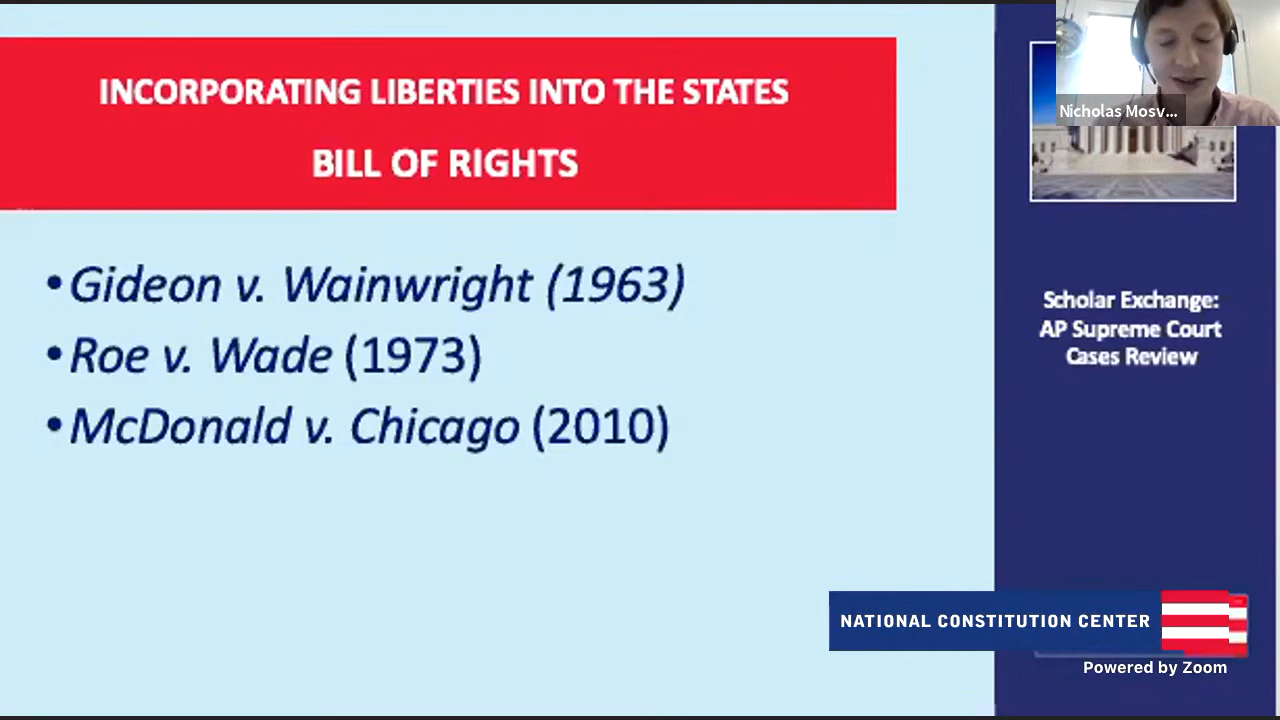 INCORPORATING LIBERTIES INTO THE STATES
BILL OF RIGHTS
• Gideon v. Wainwright (1963)
• Roe v. Wade (1973)
• McDonald v. Chicago (2010)
Nicholas Mosv...
Scholar Exchange:
AP Supreme Court
Cases Review
NATIONAL CONSTITUTION CENTER
Powered by Zoom